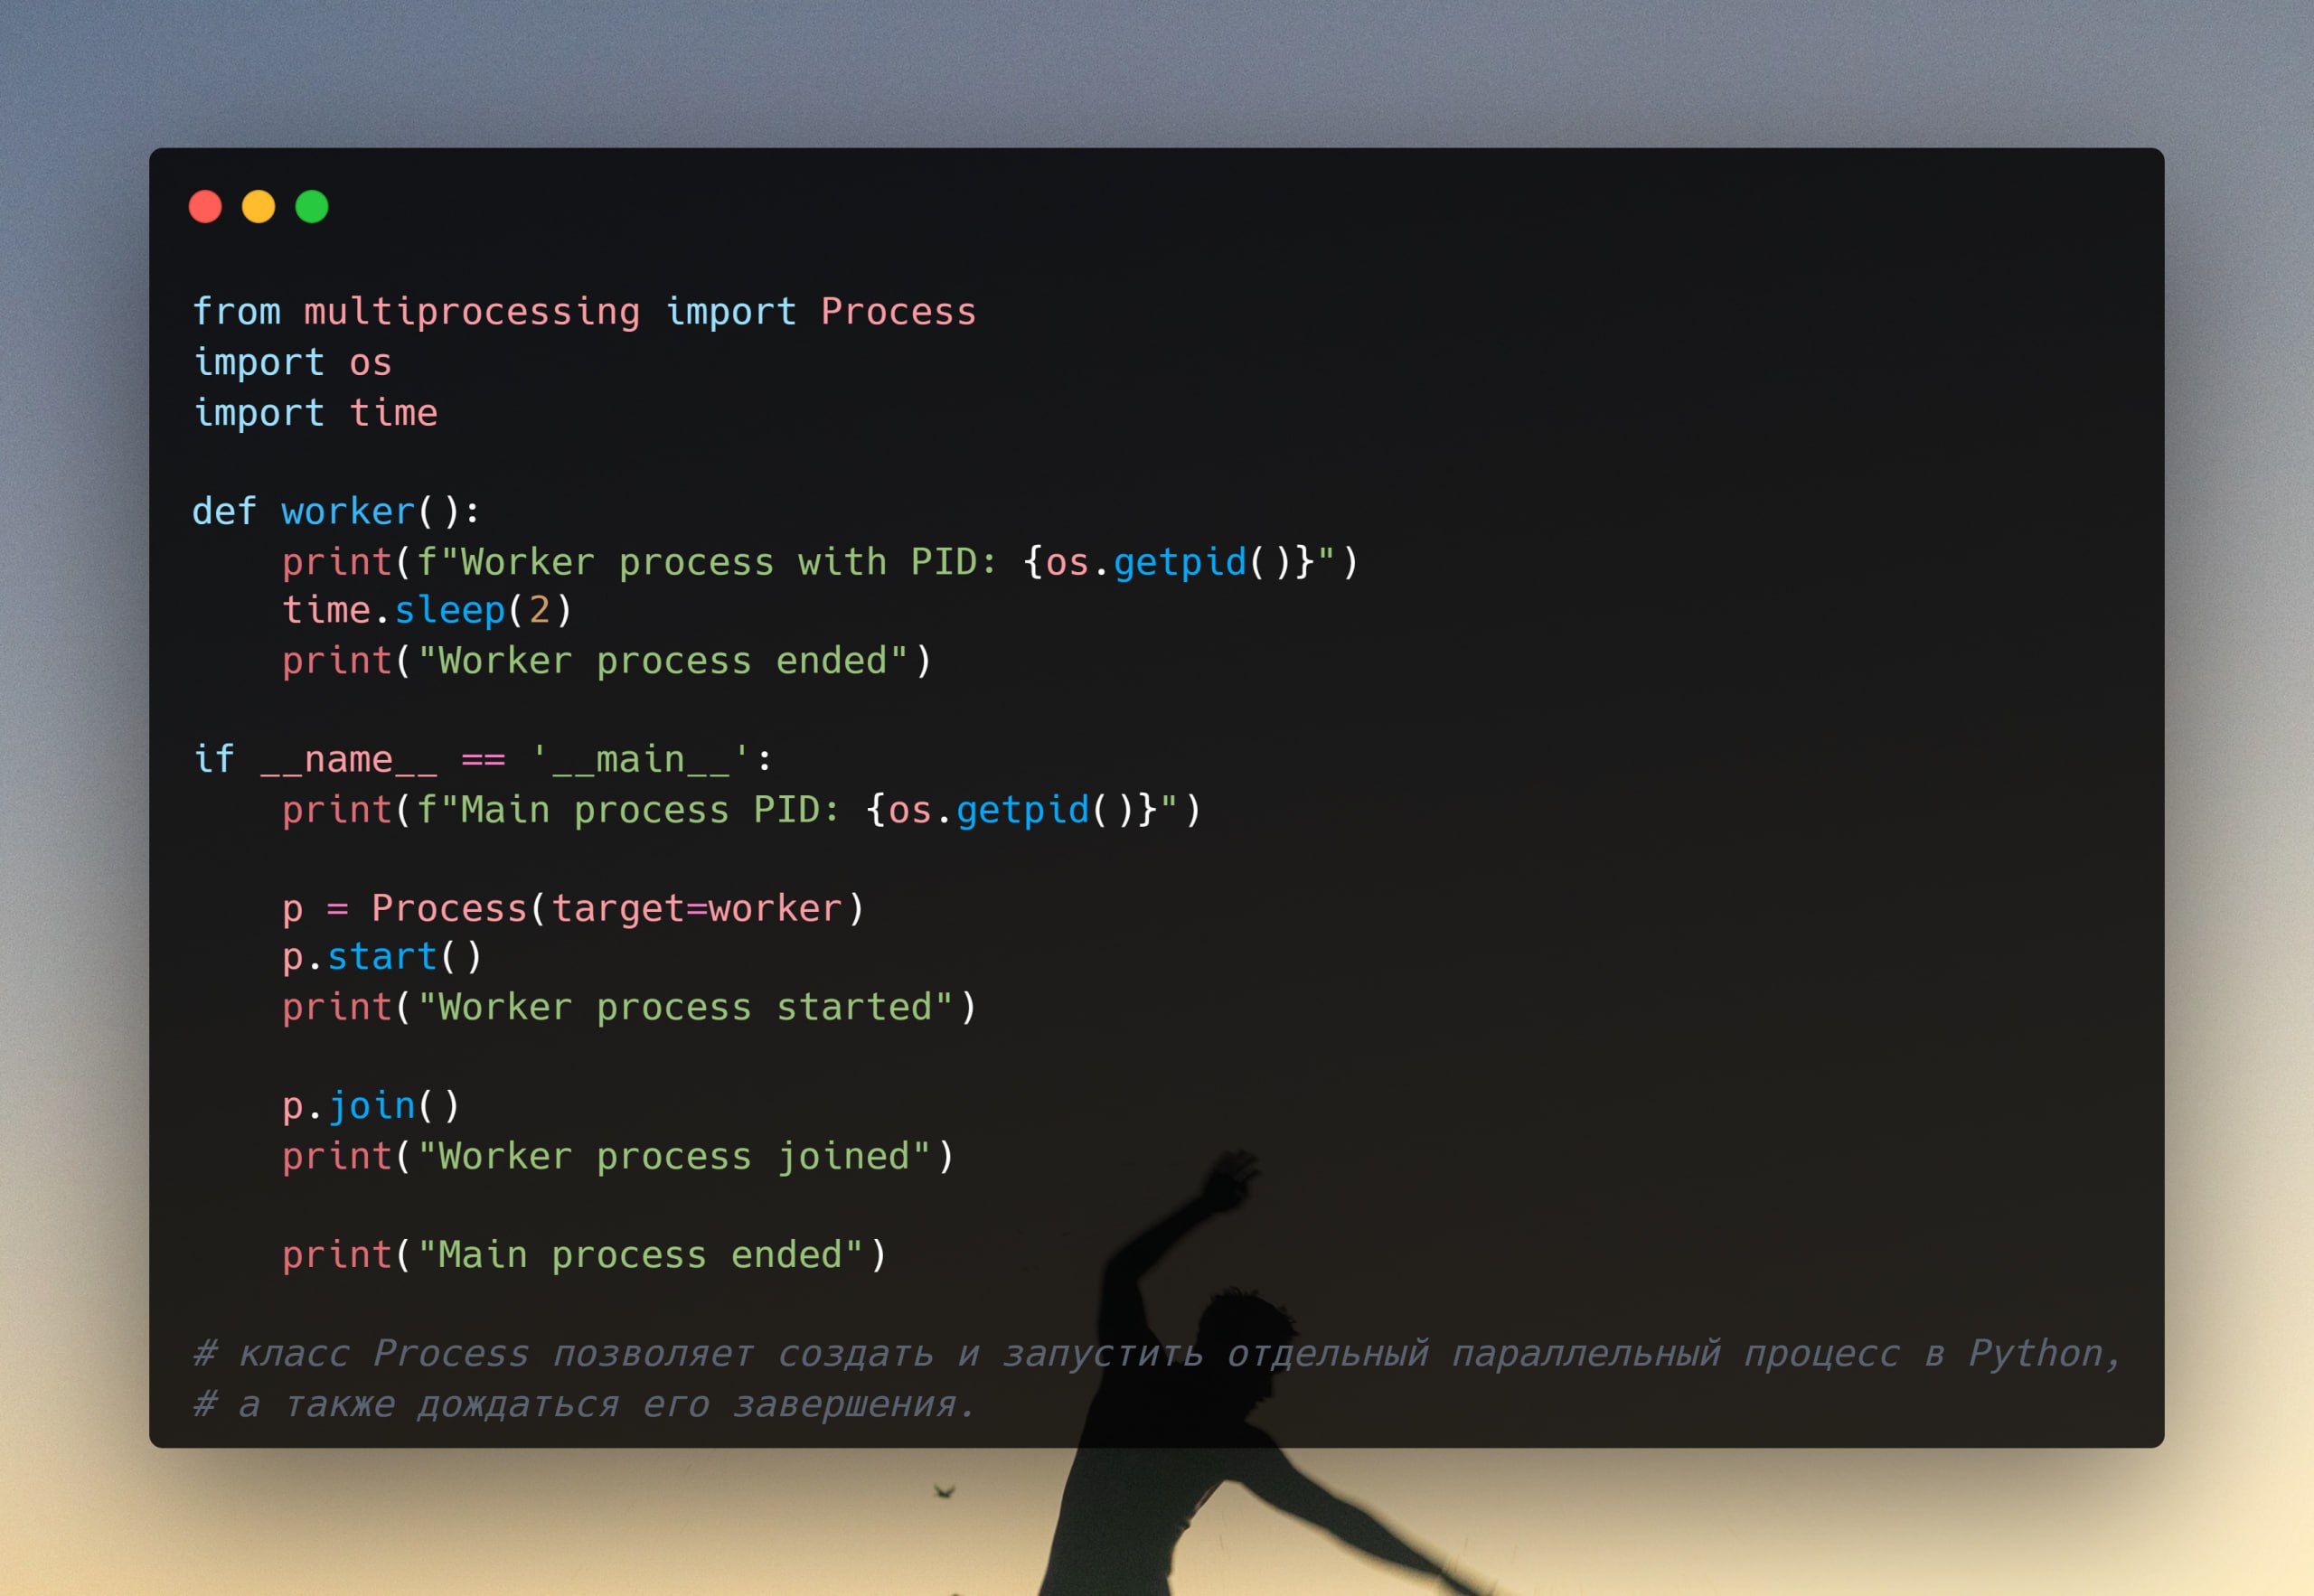 from multiprocessing import Process
import os
import time
def worker():
    print(f"Worker process with PID: {os.getpid()}")
    time.sleep(2)
    print("Worker process ended")
if __name__ == '__main__':
    print(f"Main process PID: {os.getpid()}")
    p = Process(target=worker)
    p.start()
    print("Worker process started")
    p.join()
    print("Worker process joined")
    print("Main process ended")
# класс Process позволяет создать и запустить отдельный параллельный процесс в Python,
# а также дождаться его завершения.